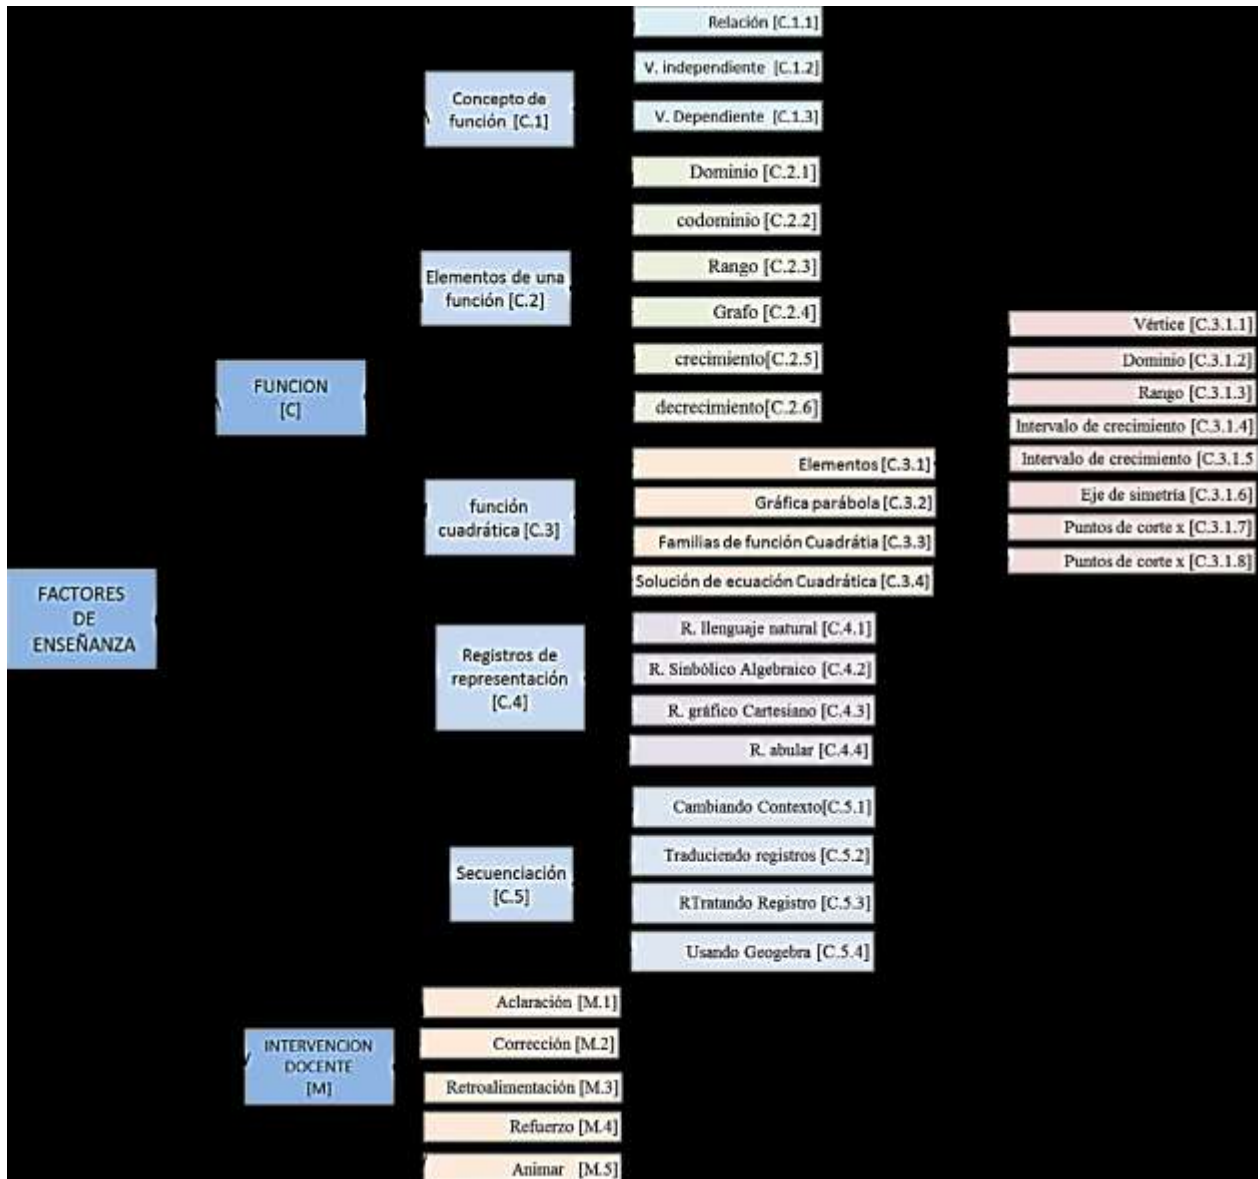 FACTORES
DE
ENSEÑANZA
FUNCION
[C]
Concepto de
función [C.1]
Relación [C.1.1]
V. independiente [C.1.2]
V. Dependiente [C.1.3]
Elementos de una
función [C.2]
Dominio [C.2.1]
codominio [C.2.2]
Rango [C.2.3]
Grafo [C.2.4]
crecimiento[C.2.5]
decrecimiento[C.2.6]
función
cuadrática [C.3]
Elementos [C.3.1]
Gráfica parábola [C.3.2]
Familias de función Cuadrátia [C.3.3]
Solución de ecuación Cuadrática [C.3.4]
Vértice [C.3.1.1]
Dominio [C.3.1.2]
Rango [C.3.1.3]
Intervalo de crecimiento [C.3.1.4]
Intervalo de crecimiento [C.3.1.5
Eje de simetría [C.3.1.6]
Puntos de corte x [C.3.1.7]
Puntos de corte x [C.3.1.8]
Registros de
representación
[C.4]
R. llenguaje natural [C.4.1]
R. Sinbólico Algebraico [C.4.2]
R. gráfico Cartesiano [C.4.3]
R. abular [C.4.4]
Secuenciación
[C.5]
Cambiando Contexto[C.5.1]
Traduciendo registros [C.5.2]
RTratando Registro [C.5.3]
Usando Geogebra [C.5.4]
INTERVENCION
DOCENTE
[M]
Aclaración [M.1]
Corrección [M.2]
Retroalimentación [M.3]
Refuerzo [M.4]
Animar [M.5]